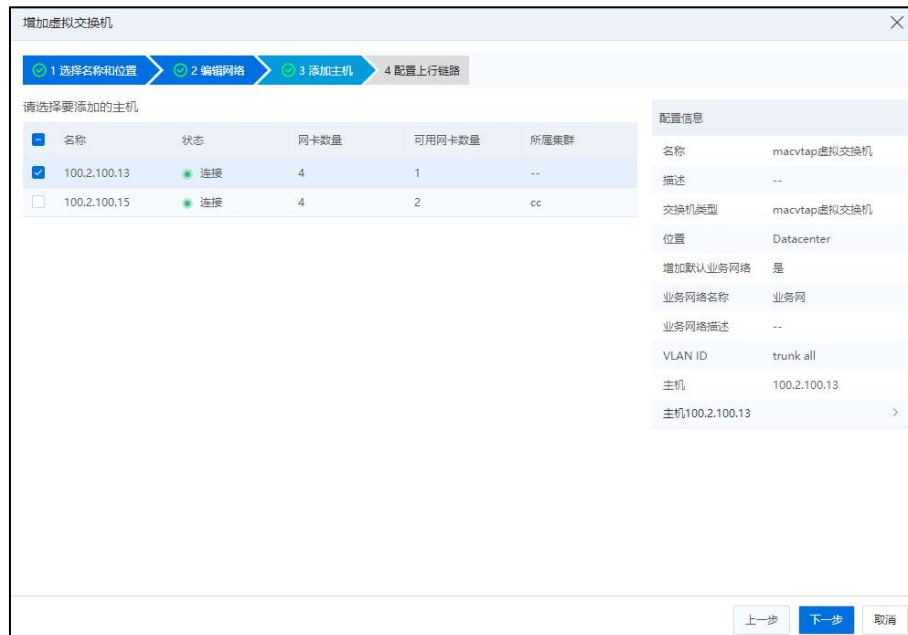 增加虚拟交换机
1 选择名称和位置 2 编辑网络 3 添加主机 4 配置上行链路
请选择要添加的主机
名称 状态 网卡数量 可用网卡数量 所属集群
100.2.100.13 连接 4 1 --
100.2.100.15 连接 4 2 cc
配置信息
名称 macvtap虚拟交换机
描述 --
交换机类型 macvtap虚拟交换机
位置 Datacenter
增加默认业务网络 是
业务网络名称 业务网
业务网络描述 --
VLAN ID trunk all
主机 100.2.100.13
主机100.2.100.13
上一步 下一步 取消